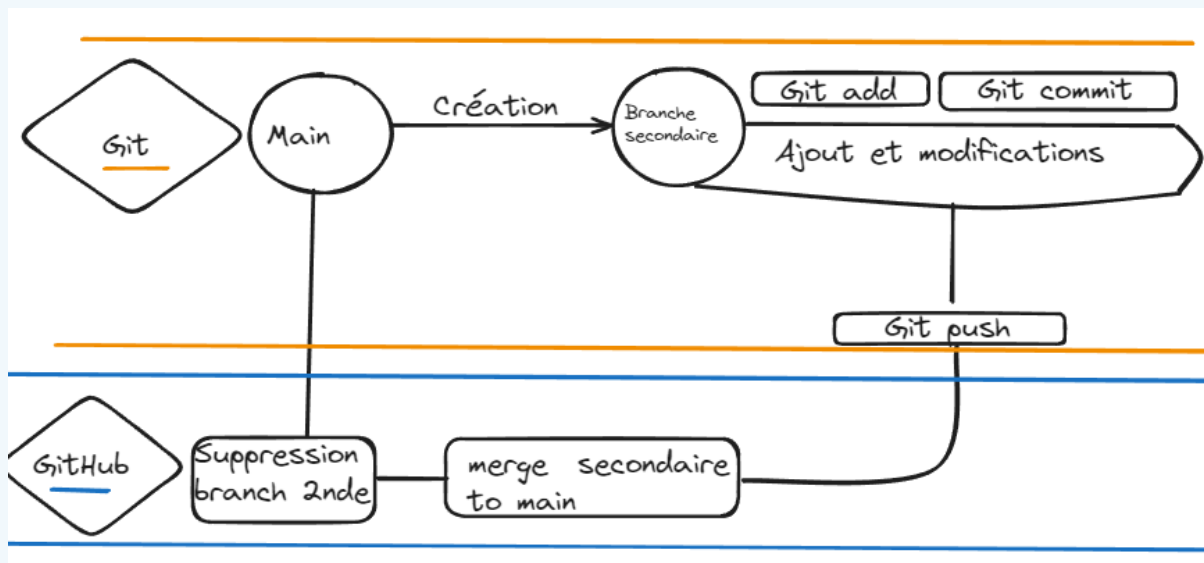 Git
Main
Création
Branche
secondaire
Git add
Git commit
Ajout et modifications
Git push
GitHub
Suppression
branch 2nde
merge secondaire
to main